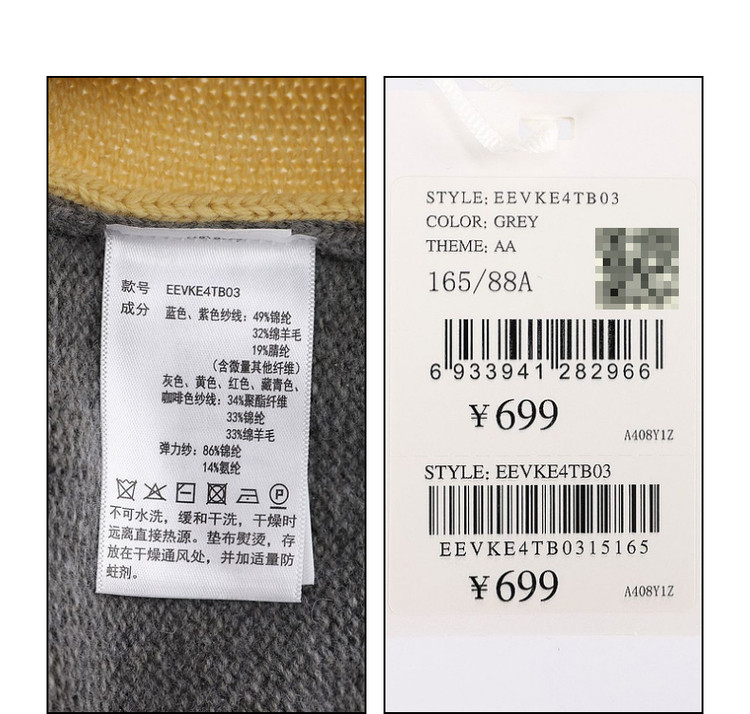 款号 EEVKE4TB03
成分 蓝色、紫色纱线：49%锦纶
32%绵羊毛
19%腈纶
（含微量其他纤维）
灰色、黄色、红色、藏青色、
咖啡色纱线：34%聚酯纤维
33%锦纶
33%绵羊毛
弹力纱：86%锦纶
14%氨纶
P
不可水洗，缓和干洗，干燥时
远离直接热源。垫布熨烫，存
放在干燥通风处，并加适量防
蛀剂。
STYLE: EEVKE4TB03
COLOR: GREY
THEME: AA
165/88A
6 933941 282966
¥699
A408Y1Z
STYLE: EEVKE4TB03
EEVKE4TB0315165
¥699
A408Y1Z